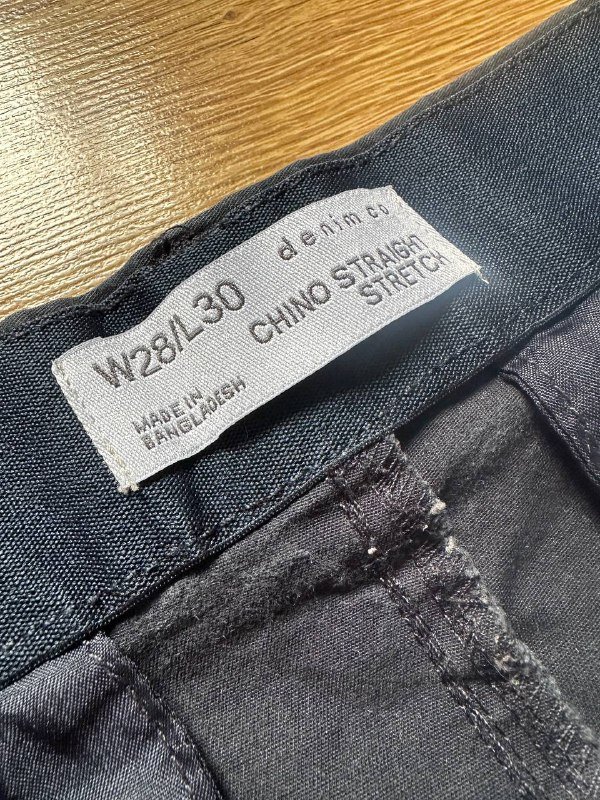 denim co
W28/L30
CHINO STRAIGHT
STRETCH
MADE IN
BANGLADESH